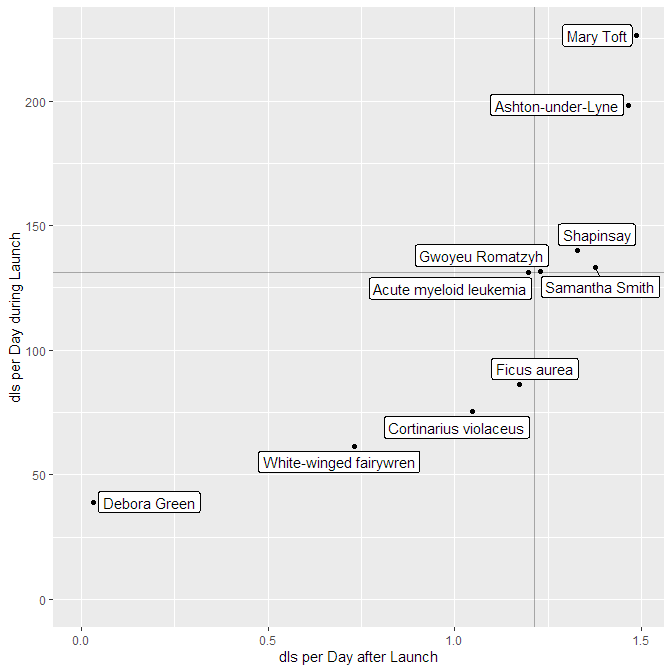 Mary Toft
200
Ashton-under-Lyne
150
Shapinsay
Gwoyeu Romatzyh
Acute myeloid leukemia
Samantha Smith
dls per Day during Launch
100
Ficus aurea
Cortinarius violaceus
50
White-winged fairywren
Debora Green
0
0.0
0.5
1.0
1.5
dls per Day after Launch